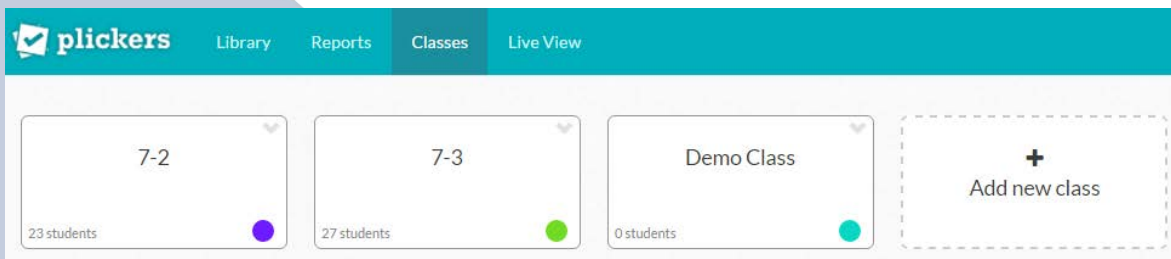 plickers Library Reports Classes Live View
7-2 7-3 Demo Class +
Add new class
23 students 27 students 0 students